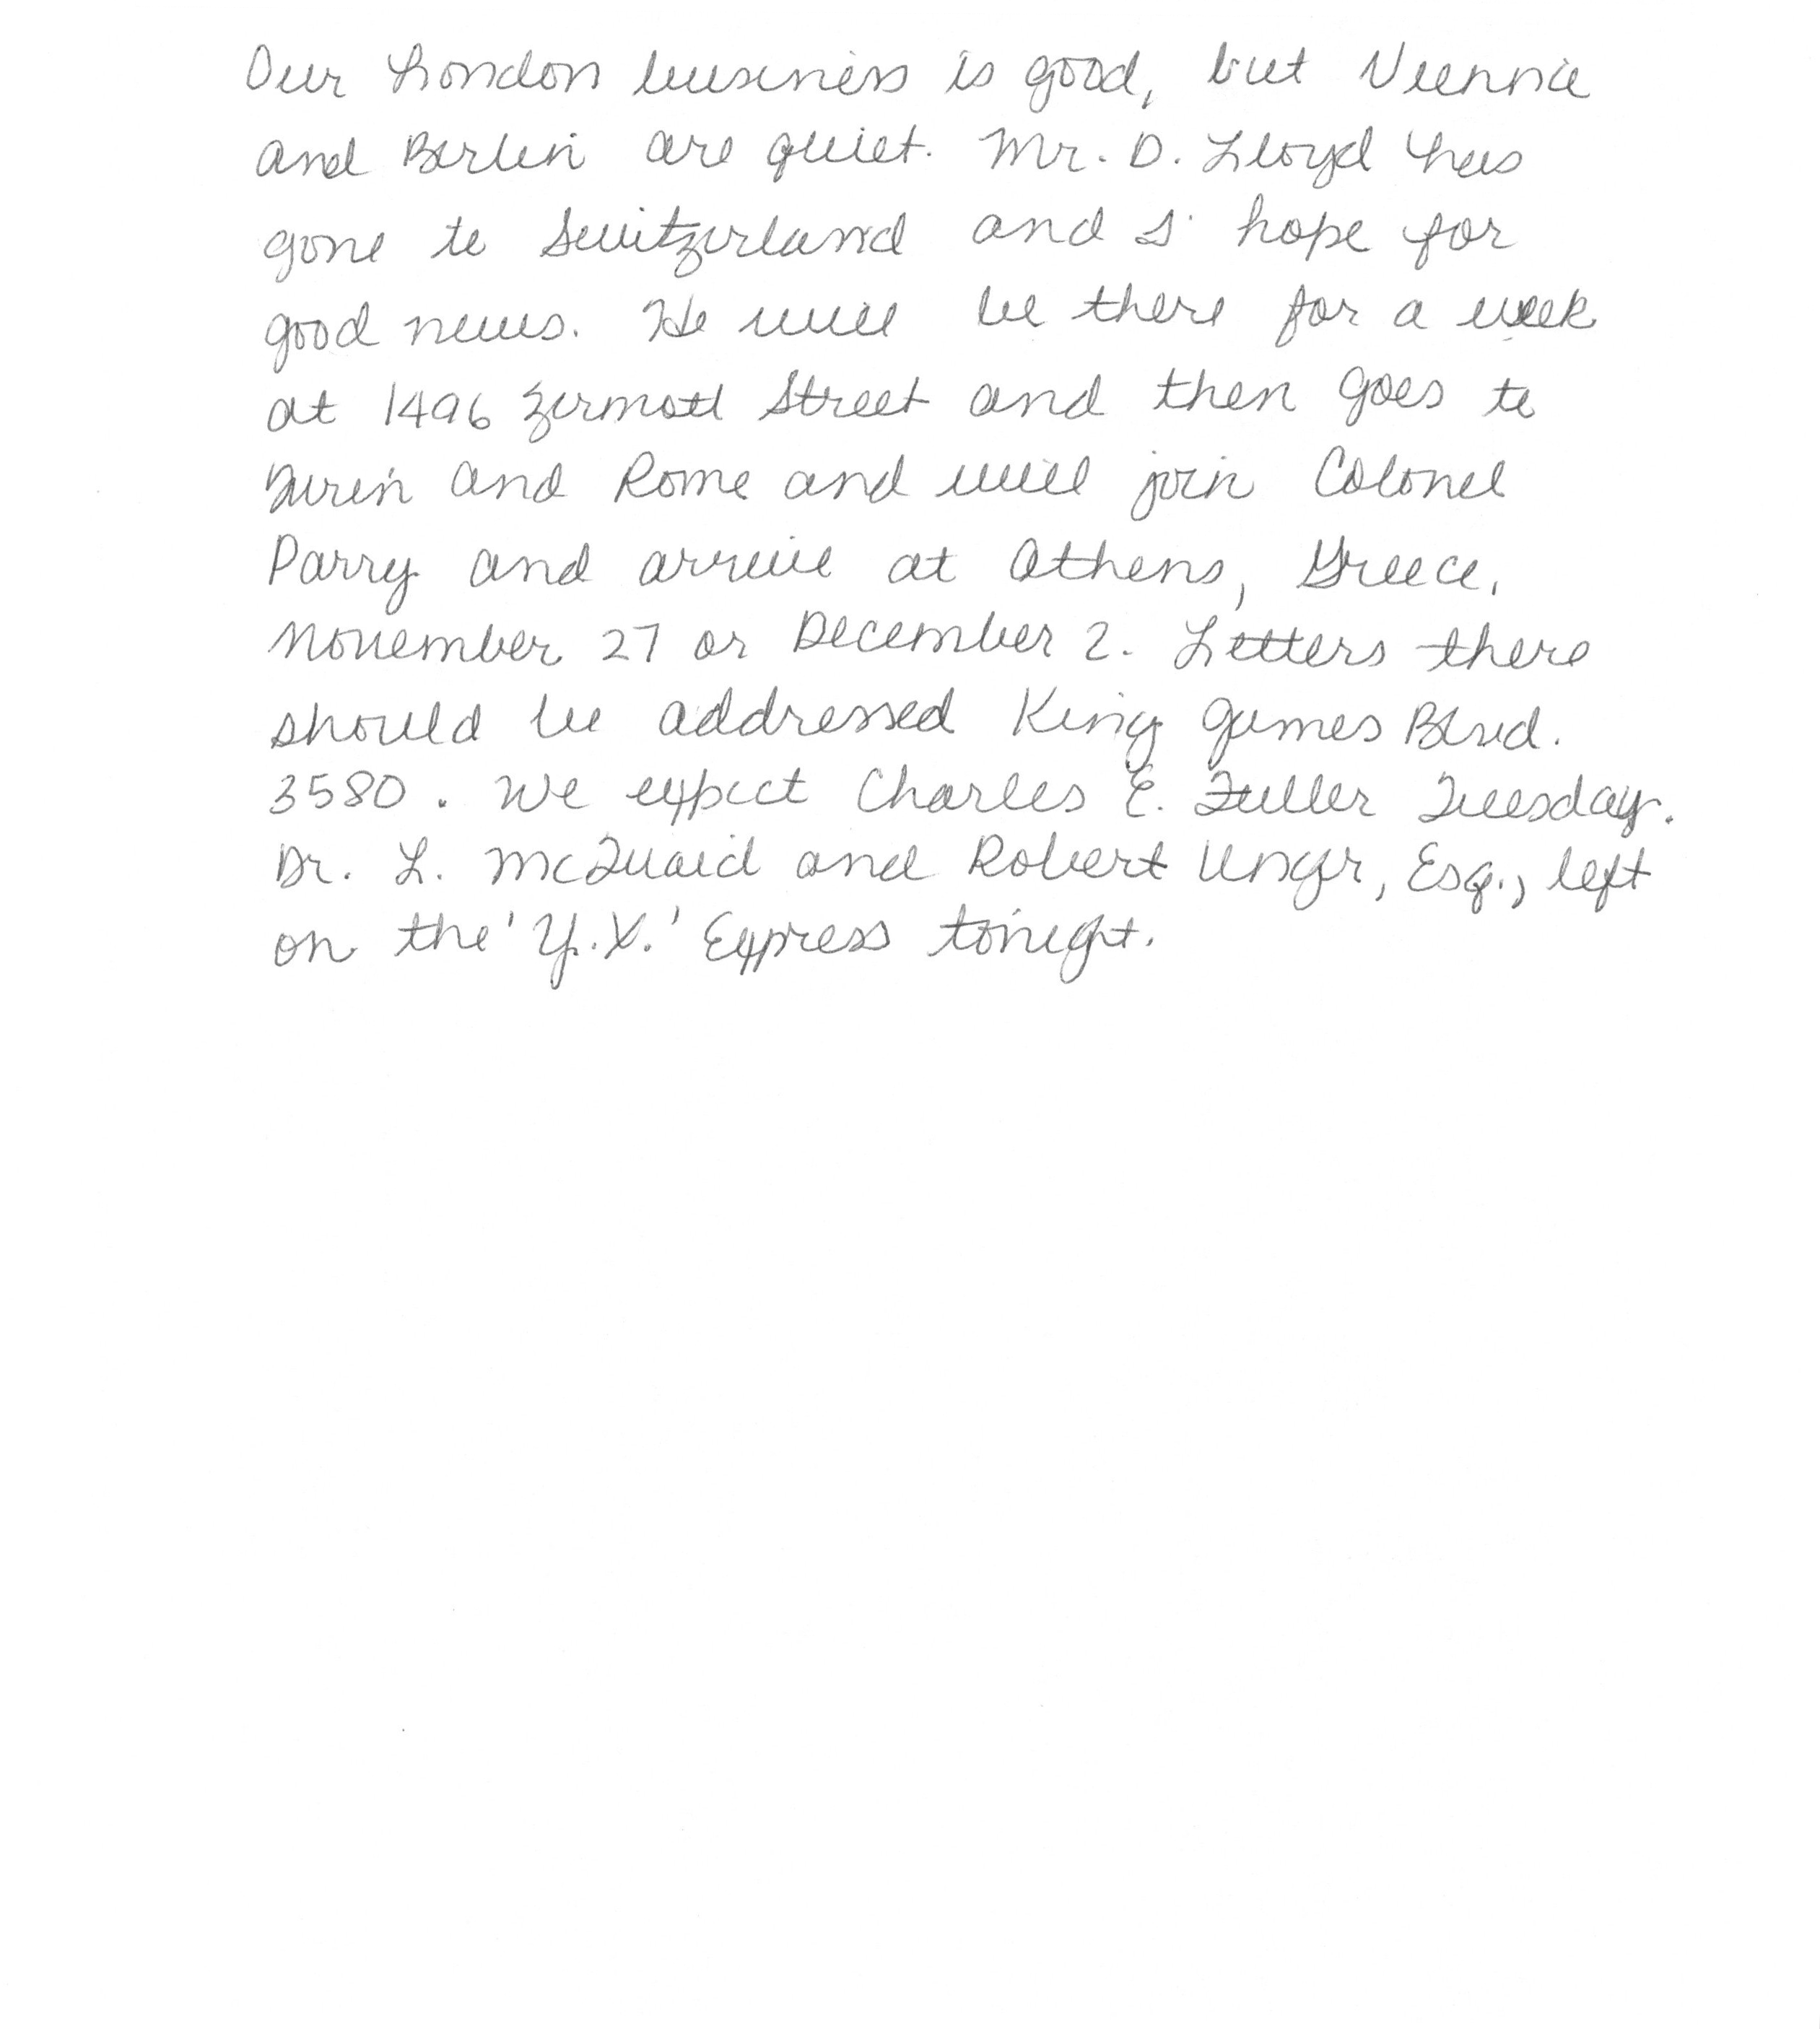 Our London business is good, but Vienna
and Berlin are quiet. Mr. D. Lloyd has
gone to Switzerland and I hope for
good news. He will be there for a week
at 1496 Zermott Street and then goes to
Turin and Rome and will join Colonel
Parry and arrive at Athens, Greece,
November 27 or December 2. Letters there
should be addressed King James Blvd.
3580. We expect Charles E. Fuller Tuesday.
Dr. L. McQuaid and Robert Unger, Esq., left
on the 'Y.X.' Express tonight.